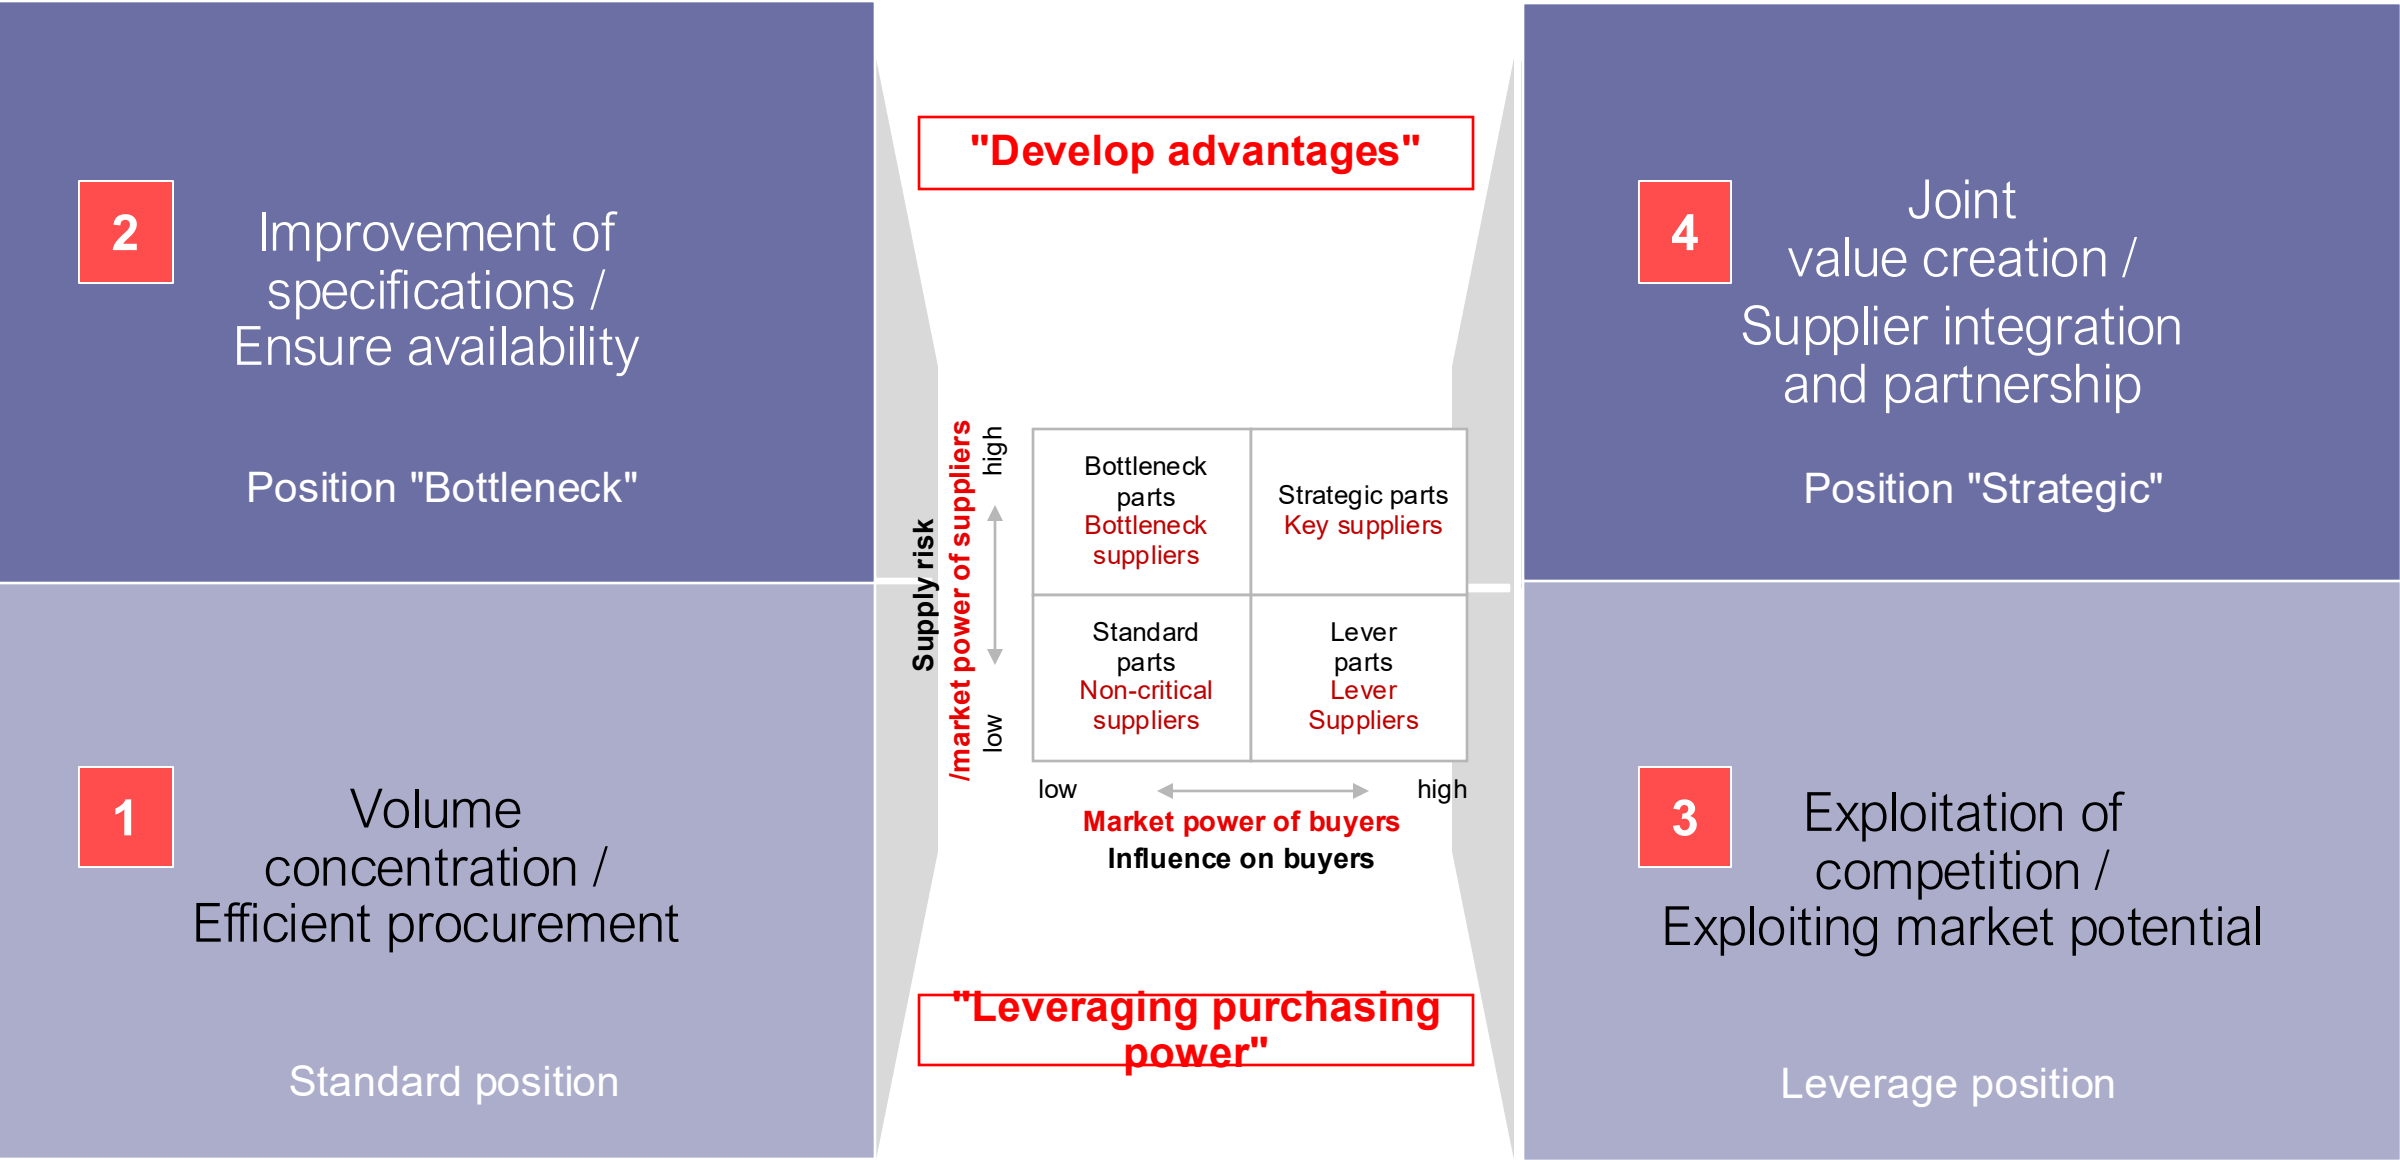 2
Improvement of
specifications /
Ensure availability
Position "Bottleneck"
1
Volume
concentration /
Efficient procurement
Standard position
"Develop advantages"
Supply risk
/market power of suppliers
high
low
Bottleneck
parts
Bottleneck
suppliers
Strategic parts
Key suppliers
Standard
parts
Non-critical
suppliers
Lever
parts
Lever
Suppliers
low
high
Market power of buyers
Influence on buyers
"Leveraging purchasing
power"
4
Joint
value creation /
Supplier integration
and partnership
Position "Strategic"
3
Exploitation of
competition /
Exploiting market potential
Leverage position